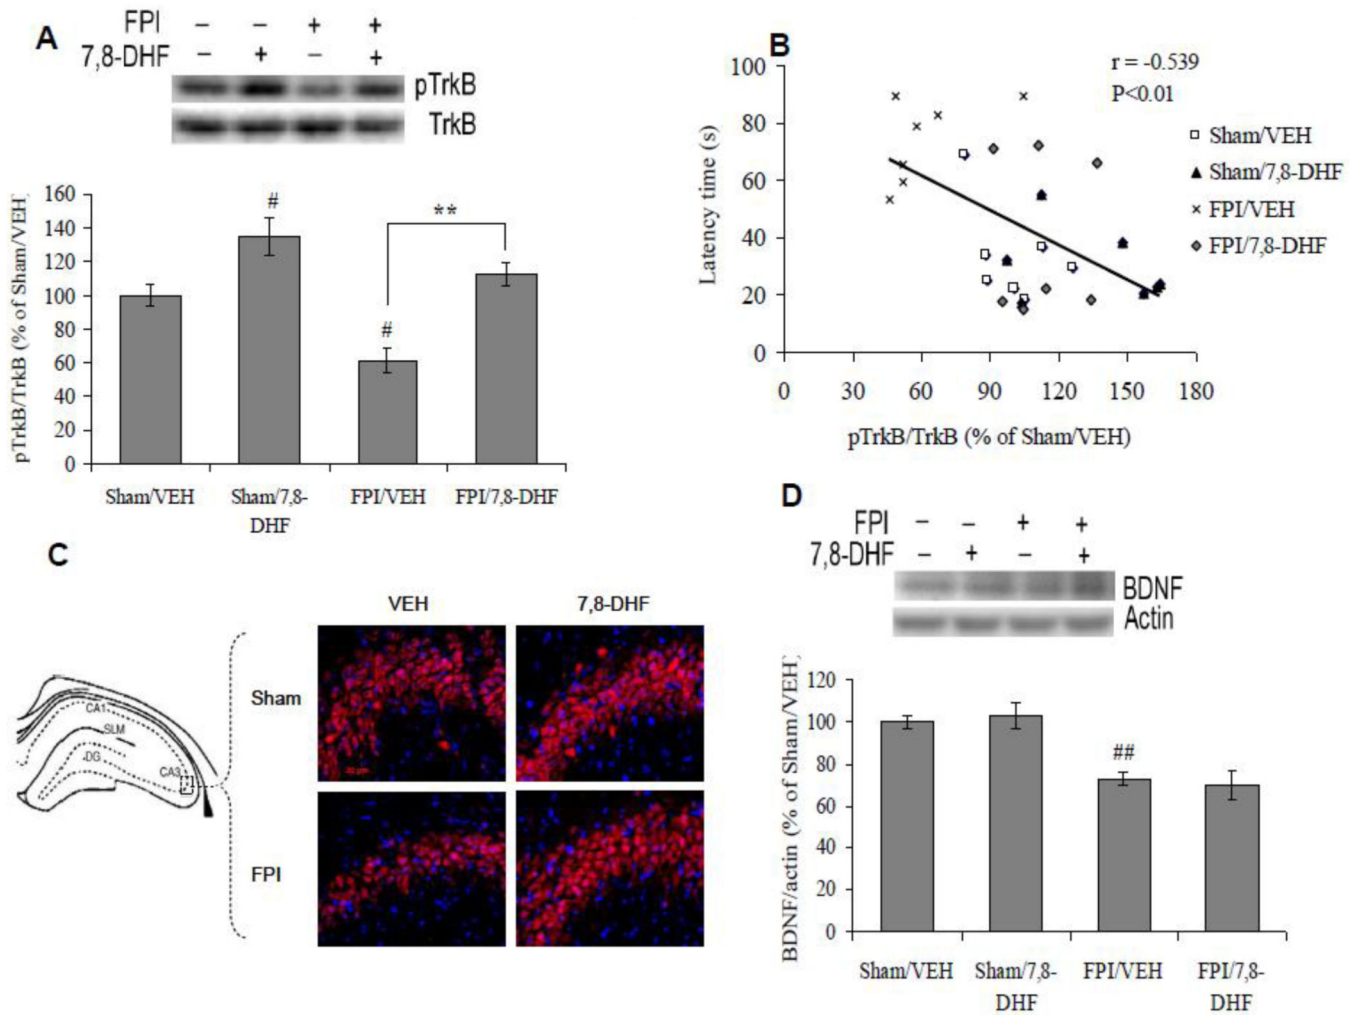 A
FPI – – + +
7,8-DHF – + – +
pTrkB
TrkB
pTrkB/TrkB (% of Sham/VEH)
160
140
120
100
80
60
40
20
0
#
#
**
Sham/VEH Sham/7,8- FPI/VEH FPI/7,8-DHF
DHF
B
r = -0.539
P<0.01
Latency time (s)
100
80
60
40
20
0
0 30 60 90 120 150 180
pTrkB/TrkB (% of Sham/VEH)
Sham/VEH
Sham/7,8-DHF
FPI/VEH
FPI/7,8-DHF
C
VEH 7,8-DHF
Sham
FPI
CA1
SLM
DG
CA3
D
FPI – – + +
7,8-DHF – + – +
BDNF
Actin
BDNF/actin (% of Sham/VEH)
120
100
80
60
40
20
0
##
Sham/VEH Sham/7,8- FPI/VEH FPI/7,8-
DHF DHF